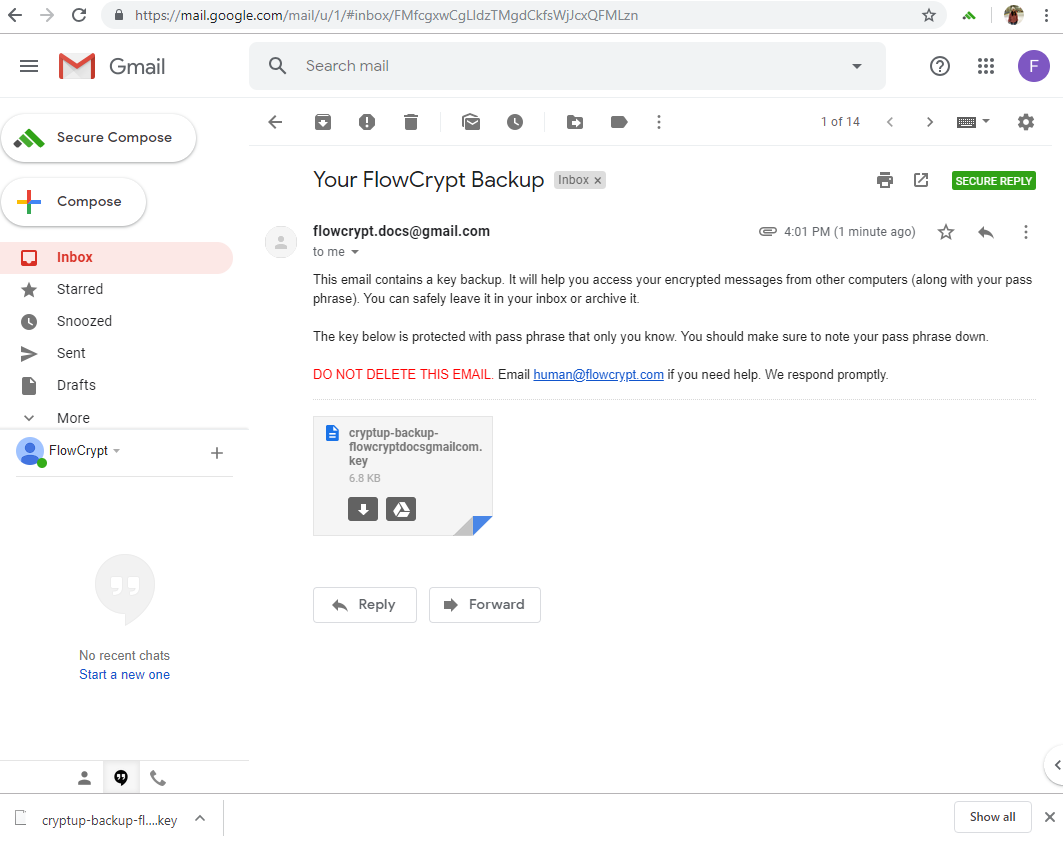 https://mail.google.com/mail/u/1/#inbox/FMfcgxwCgLldzTMgdCkfsWjJcxQFMLzn
Gmail
Search mail
F
Secure Compose
1 of 14
Compose
Your FlowCrypt Backup
Inbox x
SECURE REPLY
Inbox
Starred
Snoozed
Sent
Drafts
More
FlowCrypt
flowcrypt.docs@gmail.com
4:01 PM (1 minute ago)
to me
This email contains a key backup. It will help you access your encrypted messages from other computers (along with your pass
phrase). You can safely leave it in your inbox or archive it.
The key below is protected with pass phrase that only you know. You should make sure to note your pass phrase down.
DO NOT DELETE THIS EMAIL. Email human@flowcrypt.com if you need help. We respond promptly.
cryptup-backup-
flowcryptdocsgmailcom.
key
6.8 KB
Reply
Forward
No recent chats
Start a new one
cryptup-backup-fl....key
Show all